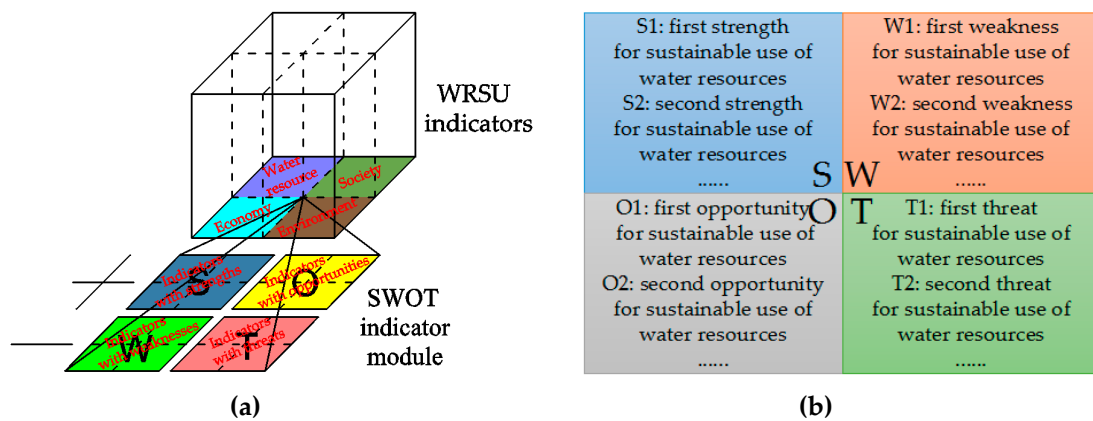 WRSU
indicators
Water
resource
Society
Economy
Environment
S
Indicators
with strengths
O
Indicators
with opportunities
W
Indicators
with weaknesses
T
Indicators
with threats
SWOT
indicator
module
(a)
S1: first strength
for sustainable use of
water resources
S2: second strength
for sustainable use of
water resources
......
S
W1: first weakness
for sustainable use of
water resources
W2: second weakness
for sustainable use of
water resources
......
W
O1: first opportunity
for sustainable use of
water resources
O2: second opportunity
for sustainable use of
water resources
......
O
T1: first threat
for sustainable use of
water resources
T2: second threat
for sustainable use of
water resources
......
T
(b)